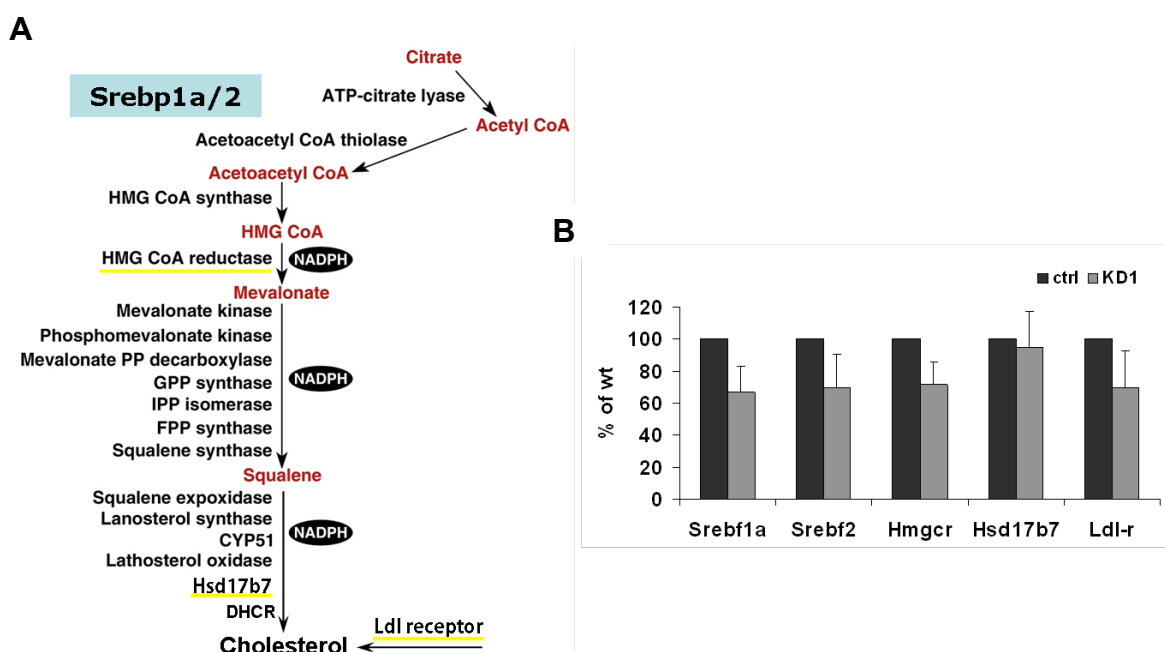 A
Citrate
Srebp1a/2
ATP-citrate lyase
Acetyl CoA
Acetoacetyl CoA thiolase
Acetoacetyl CoA
HMG CoA synthase
HMG CoA
HMG CoA reductase
NADPH
Mevalonate
Mevalonate kinase
Phosphomevalonate kinase
Mevalonate PP decarboxylase
GPP synthase
NADPH
IPP isomerase
FPP synthase
Squalene synthase
Squalene
Squalene expoxidase
Lanosterol synthase
NADPH
CYP51
Lathosterol oxidase
Hsd17b7
DHCR
Ldl receptor
Cholesterol
B
ctrl KD1
% of wt
120
100
80
60
40
20
0
Srebf1a Srebf2 Hmgcr Hsd17b7 Ldl-r